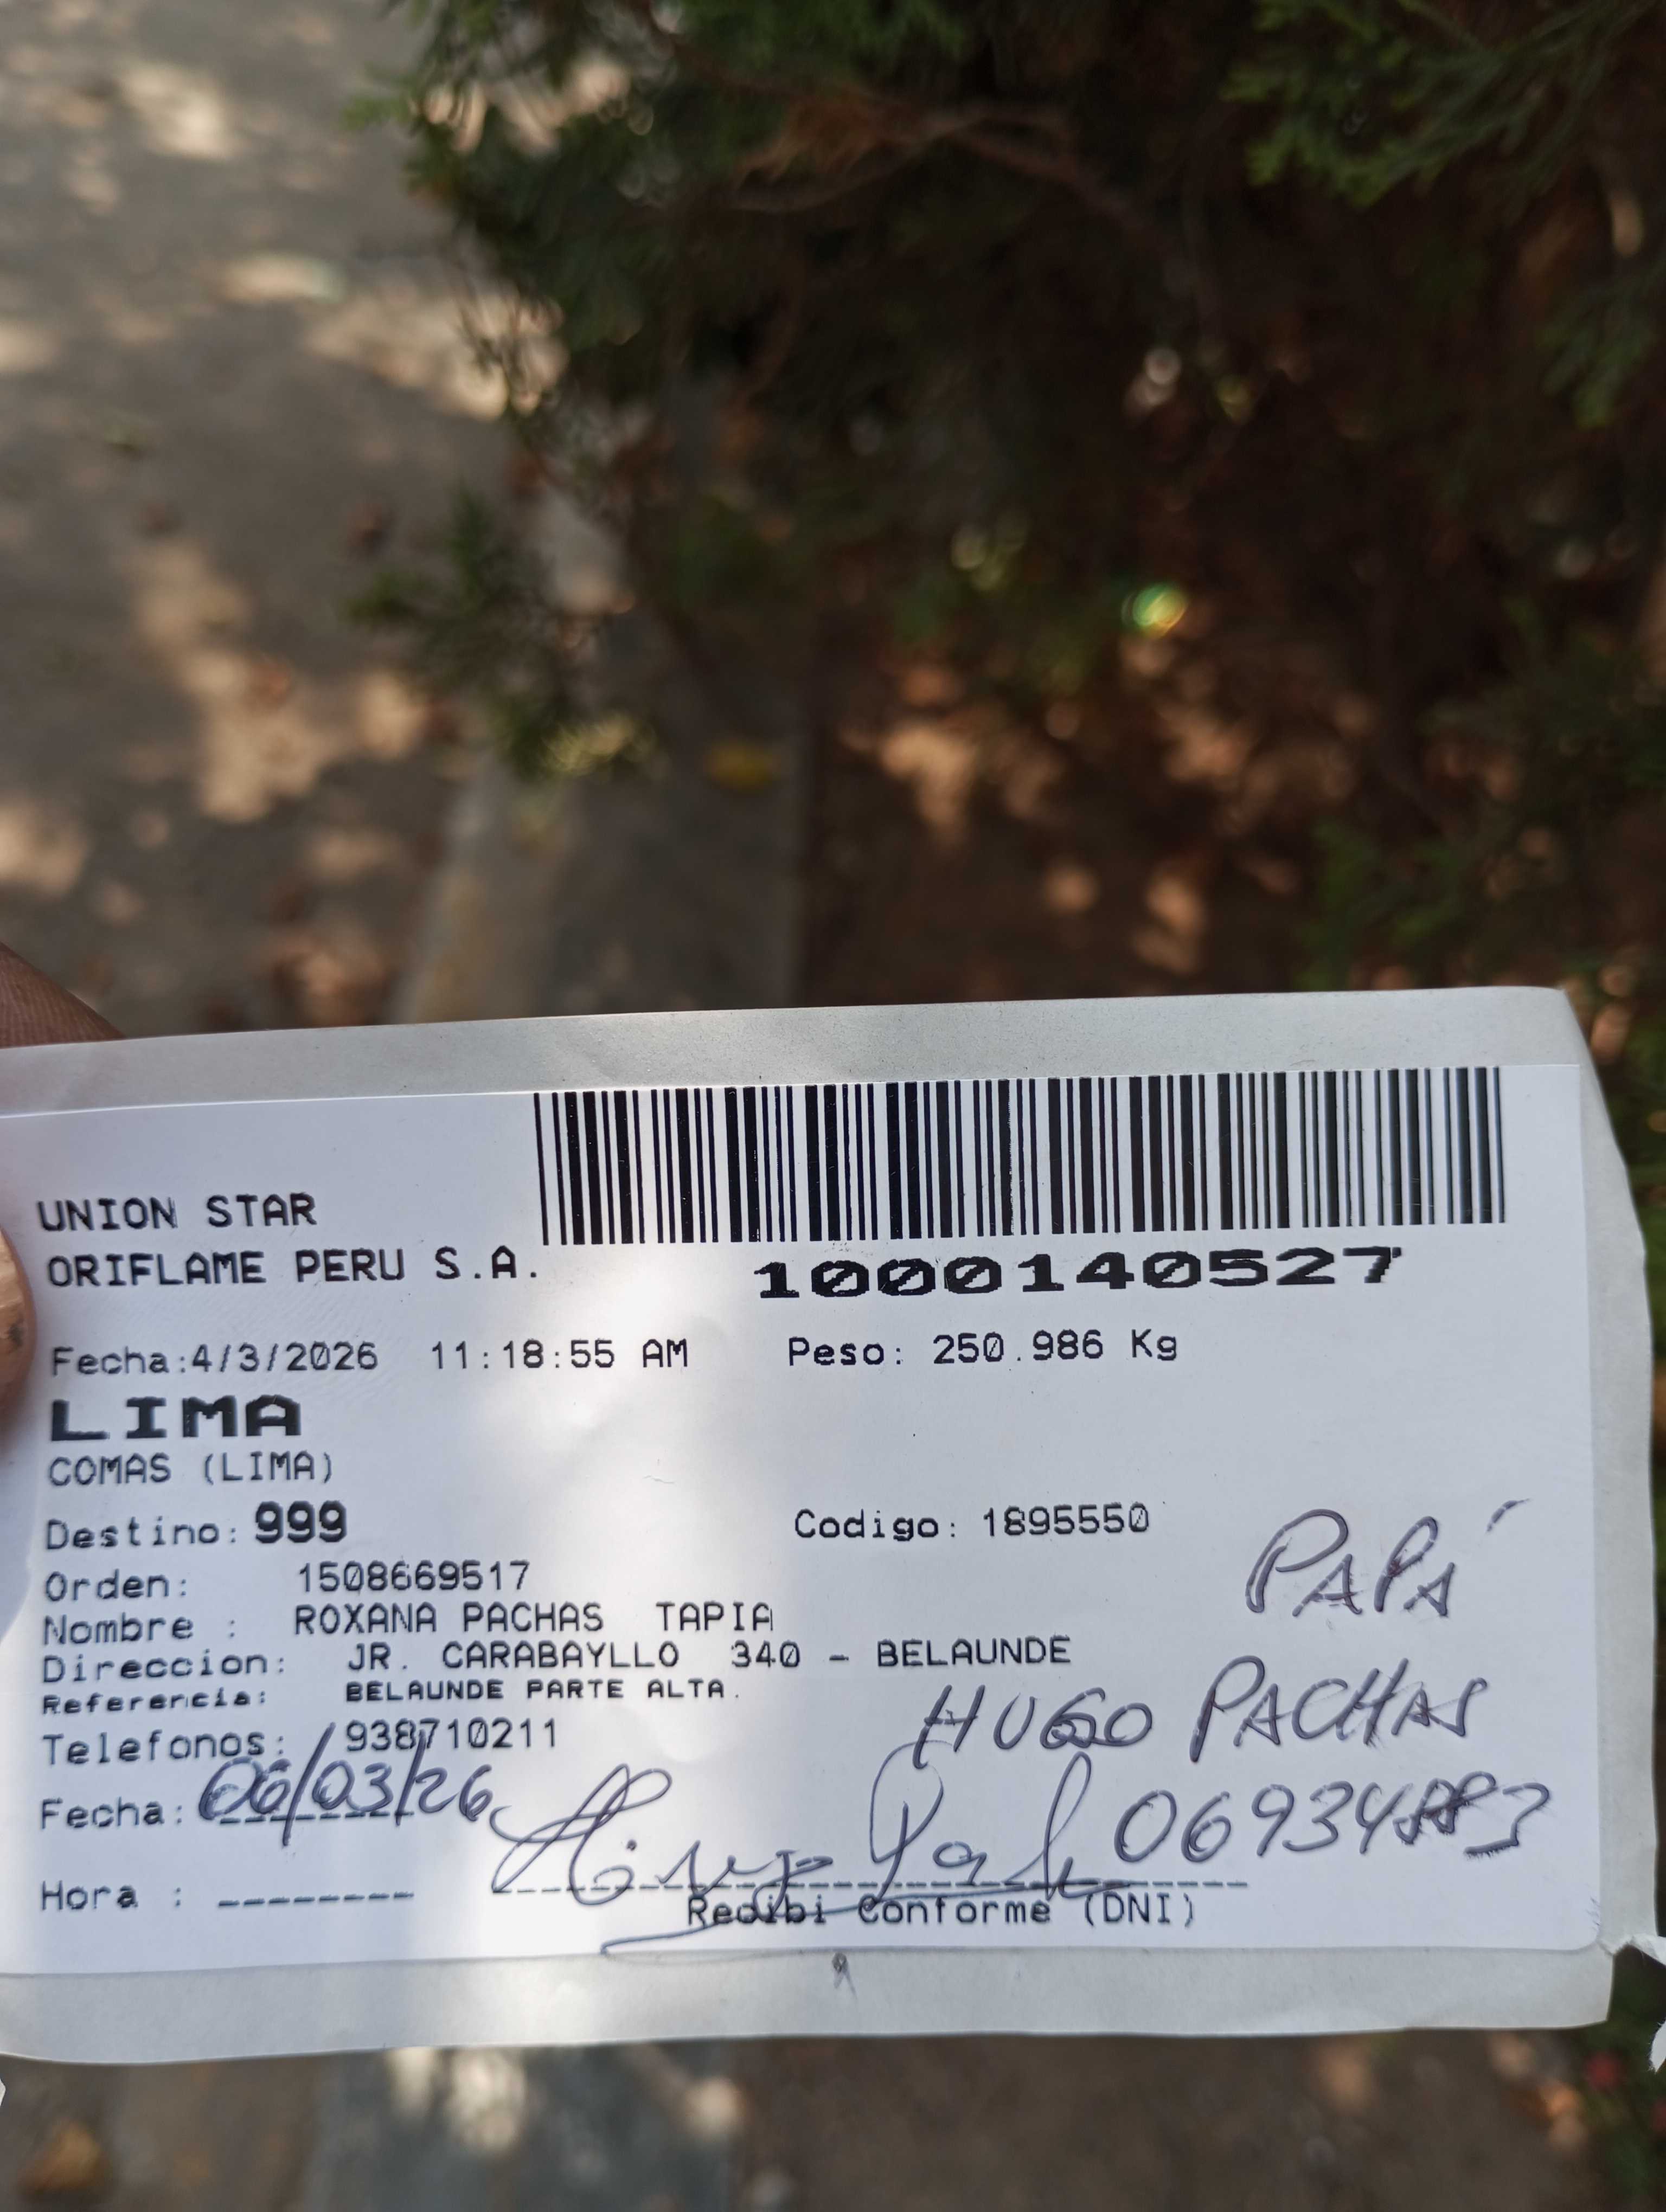 UNION STAR
ORIFLAME PERU S.A.
1000140527
Fecha:4/3/2026 11:18:55 AM Peso: 250.986 Kg
LIMA
COMAS (LIMA)
Destino: 999 Codigo: 1895550
PAPÁ
Orden: 1508669517
Nombre : ROXANA PACHAS TAPIA
Direccion: JR. CARABAYLLO 340 - BELAUNDE
Referencia: BELAUNDE PARTE ALTA.
HUGO PACHAS
Telefonos: 938710211
Fecha: 06/03/26 06934883
Hora : --------
Recibi Conforme (DNI)